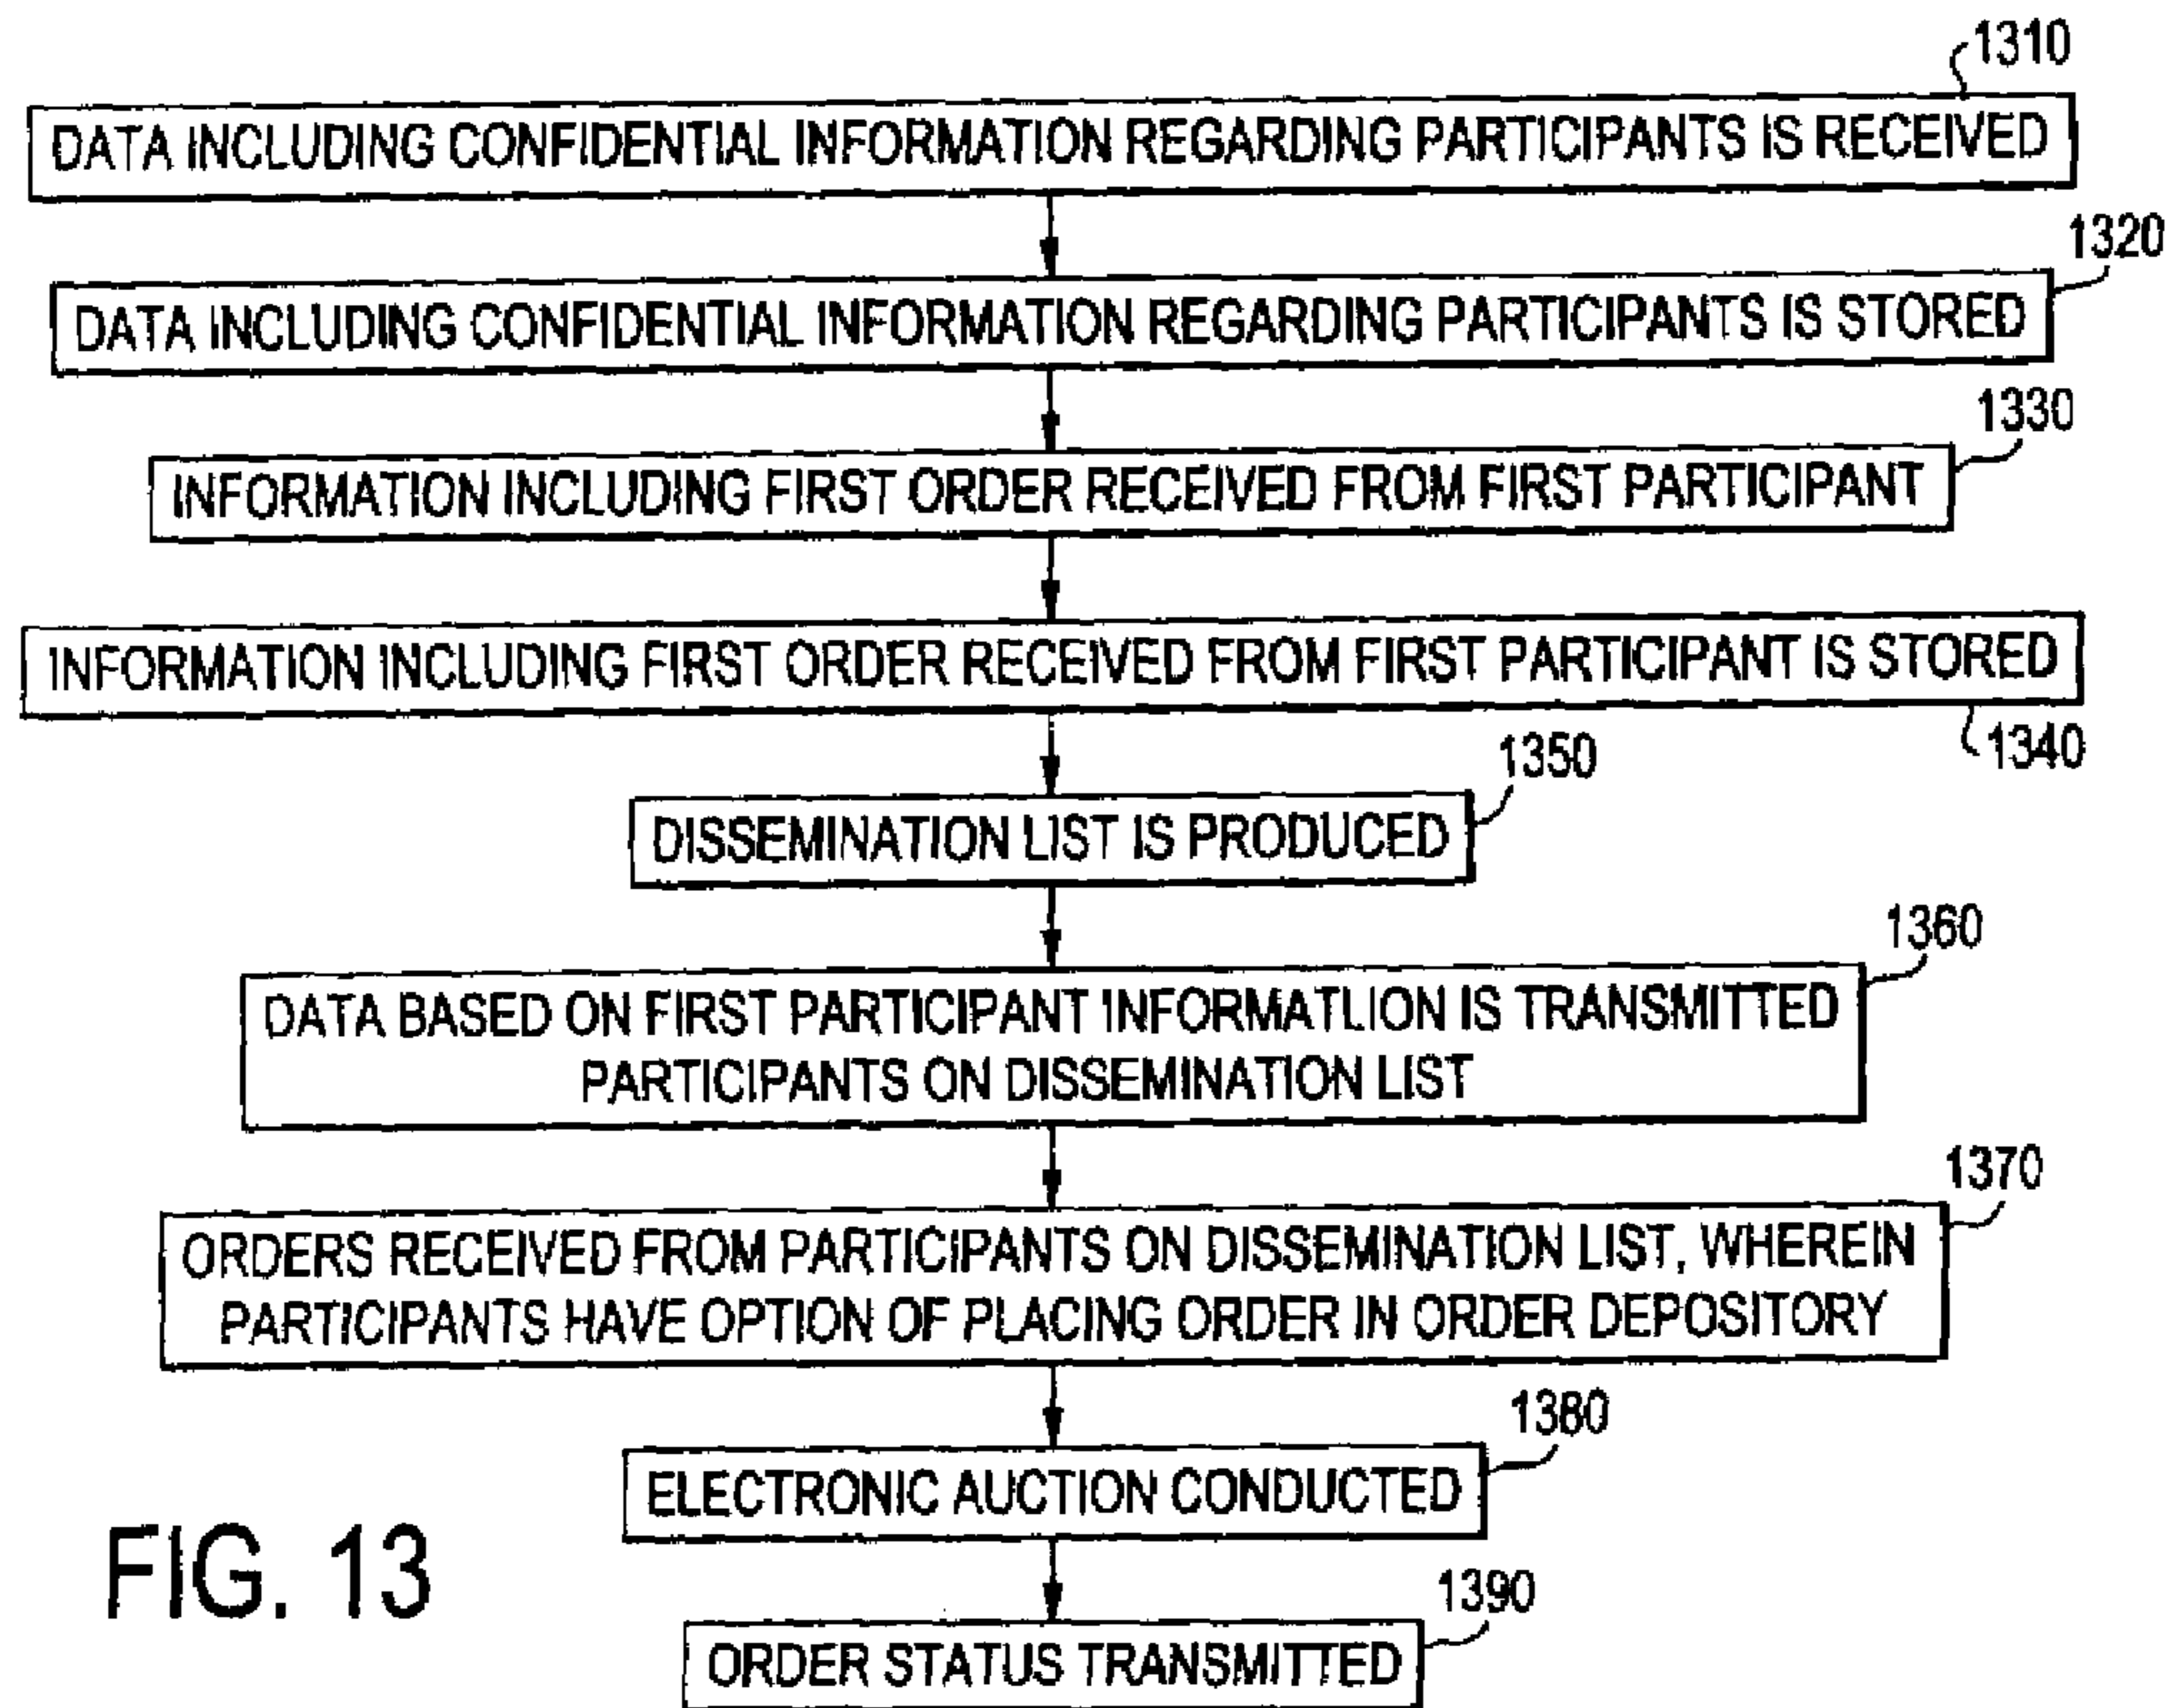 1310
DATA INCLUDING CONFIDENTIAL INFORMATION REGARDING PARTICIPANTS IS RECEIVED
1320
DATA INCLUDING CONFIDENTIAL INFORMATION REGARDING PARTICIPANTS IS STORED
1330
INFORMATION INCLUDING FIRST ORDER RECEIVED FROM FIRST PARTICIPANT
INFORMATION INCLUDING FIRST ORDER RECEIVED FROM FIRST PARTICIPANT IS STORED
1340
1350
DISSEMINATION LIST IS PRODUCED
1360
DATA BASED ON FIRST PARTICIPANT INFORMATLION IS TRANSMITTED
PARTICIPANTS ON DISSEMINATION LIST
1370
ORDERS RECEIVED FROM PARTICIPANTS ON DISSEMINATION LIST, WHEREIN
PARTICIPANTS HAVE OPTION OF PLACING ORDER IN ORDER DEPOSITORY
1380
ELECTRONIC AUCTION CONDUCTED
1390
ORDER STATUS TRANSMITTED
FIG. 13